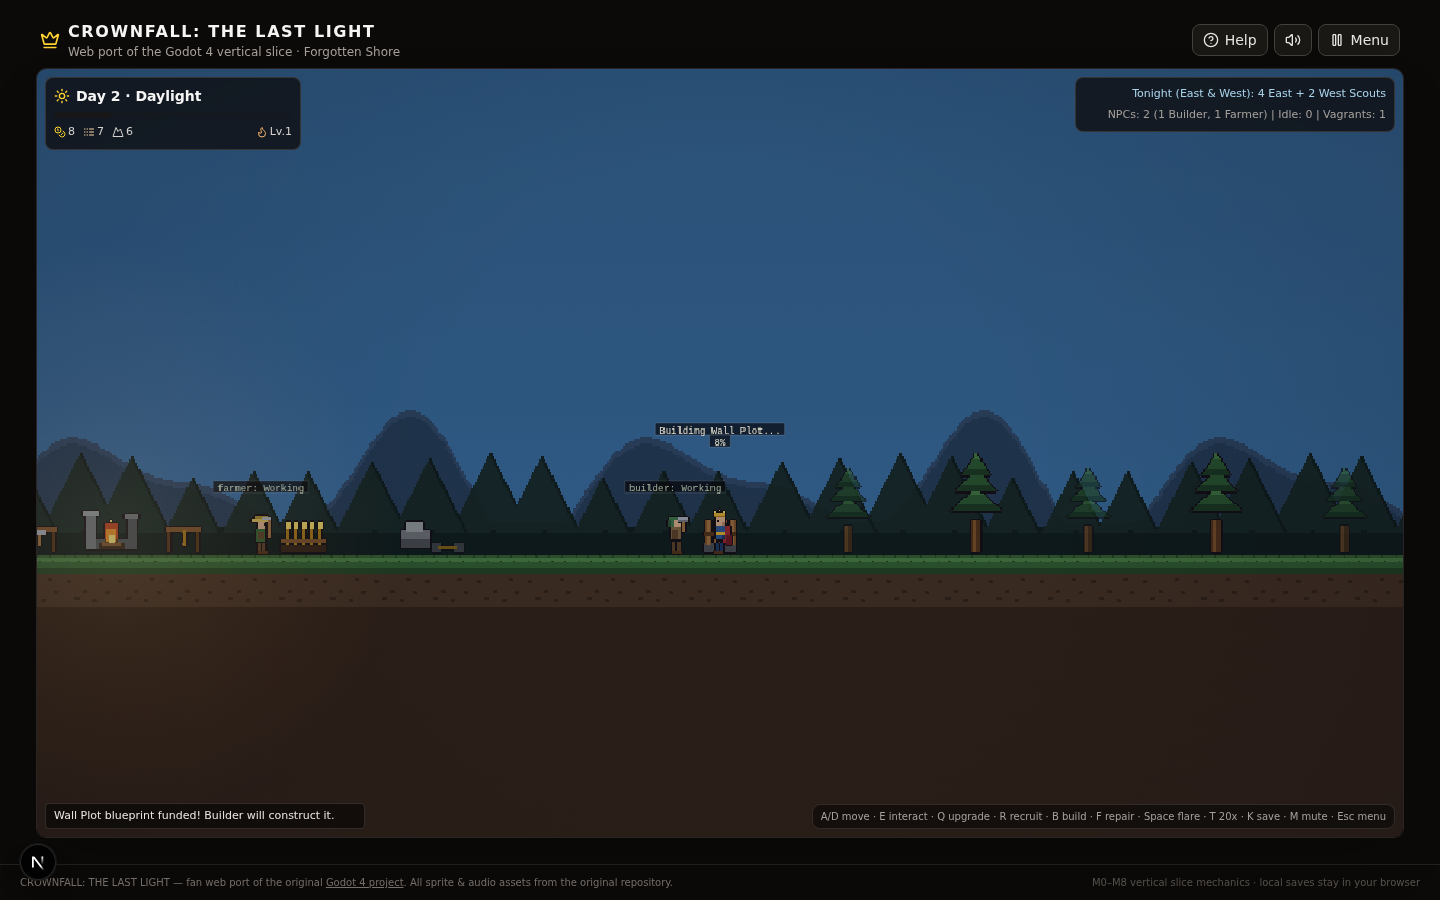 CROWNFALL: THE LAST LIGHT
Web port of the Godot 4 vertical slice · Forgotten Shore
Help
Menu
Day 2 · Daylight
8 7 6 Lv.1
Tonight (East & West): 4 East + 2 West Scouts
NPCs: 2 (1 Builder, 1 Farmer) | Idle: 0 | Vagrants: 1
Building Wall Plot...
8%
farmer: Working
builder: Working
Wall Plot blueprint funded! Builder will construct it.
A/D move · E interact · Q upgrade · R recruit · B build · F repair · Space flare · T 20x · K save · M mute · Esc menu
N
CROWNFALL: THE LAST LIGHT — fan web port of the original Godot 4 project. All sprite & audio assets from the original repository.
M0–M8 vertical slice mechanics · local saves stay in your browser